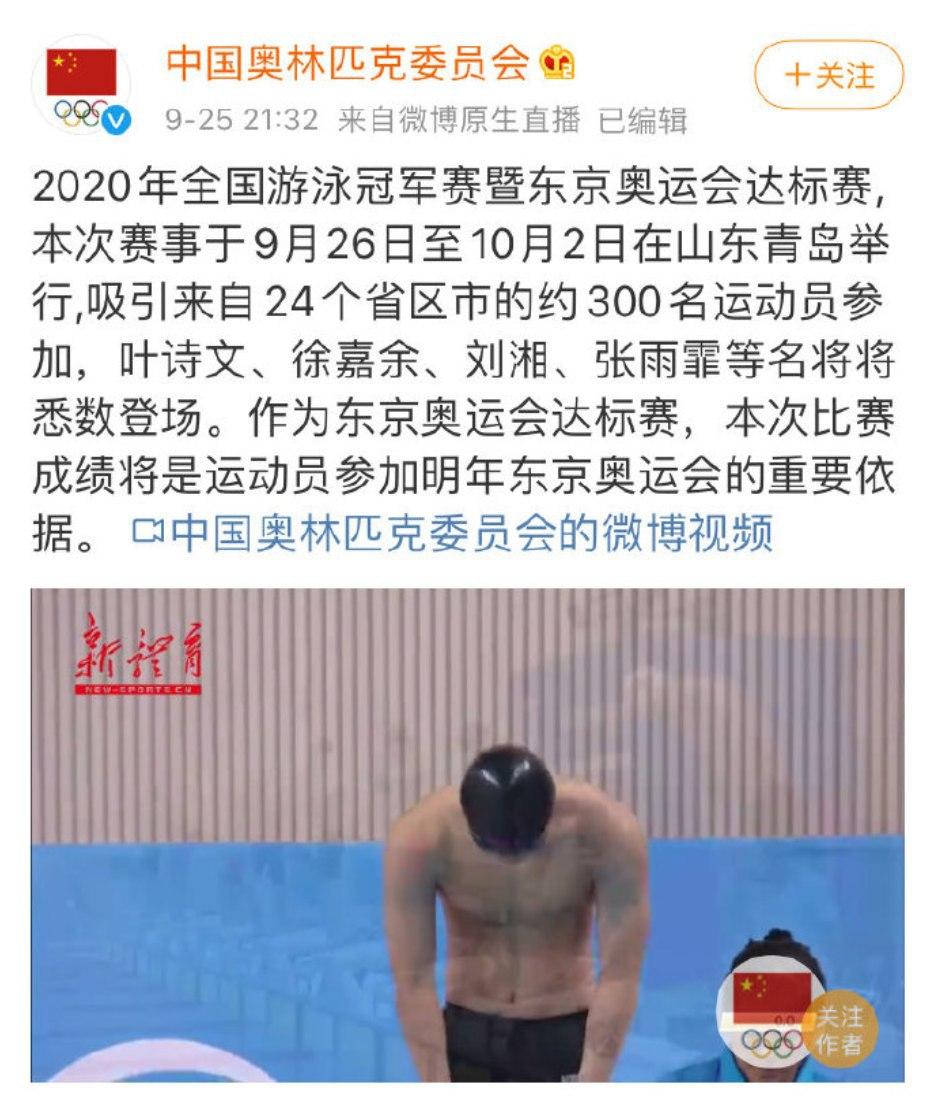 中国奥林匹克委员会
+关注
9-25 21:32 来自微博原生直播 已编辑
2020年全国游泳冠军赛暨东京奥运会达标赛,
本次赛事于9月26日至10月2日在山东青岛举
行,吸引来自24个省区市的约300名运动员参
加，叶诗文、徐嘉余、刘湘、张雨霏等名将将
悉数登场。作为东京奥运会达标赛，本次比赛
成绩将是运动员参加明年东京奥运会的重要依
据。 中国奥林匹克委员会的微博视频
新體育
NEW-SPORTS.CN
关注
作者